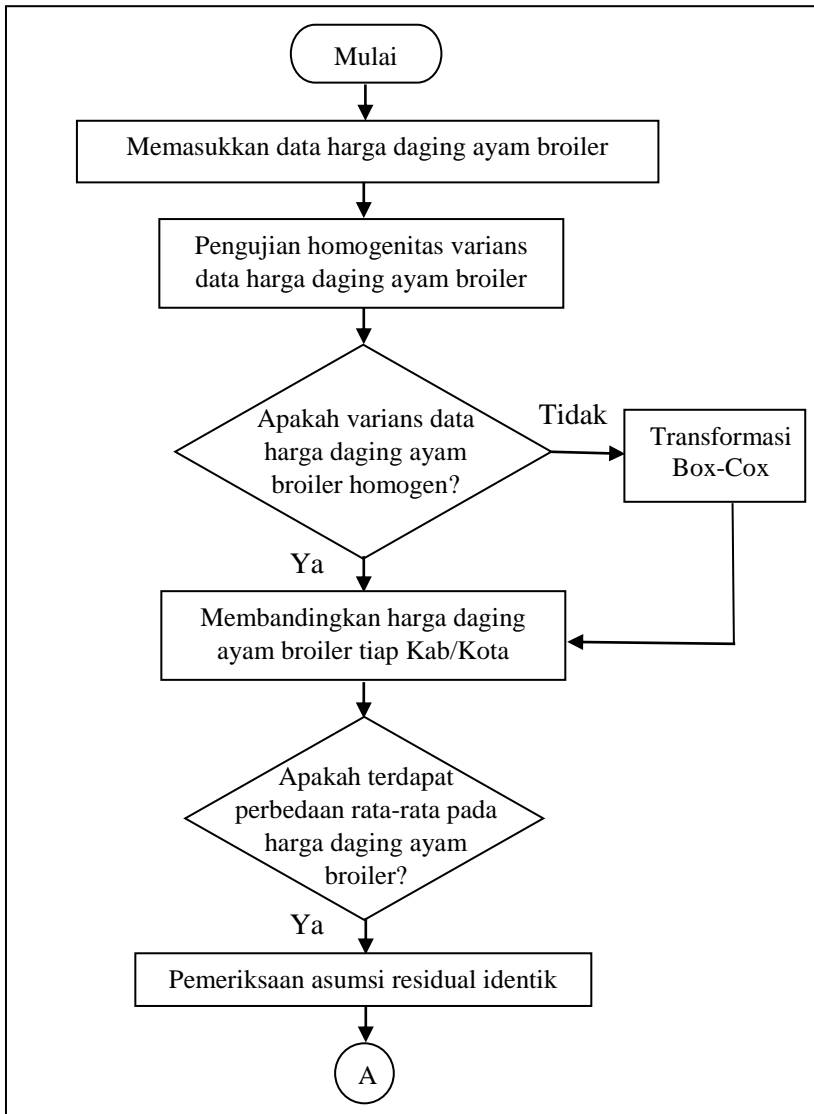 Mulai
Memasukkan data harga daging ayam broiler
Pengujian homogenitas varians
data harga daging ayam broiler
Apakah varians data
harga daging ayam
broiler homogen?
Tidak
Transformasi
Box-Cox
Ya
Membandingkan harga daging
ayam broiler tiap Kab/Kota
Apakah terdapat
perbedaan rata-rata pada
harga daging ayam
broiler?
Ya
Pemeriksaan asumsi residual identik
A